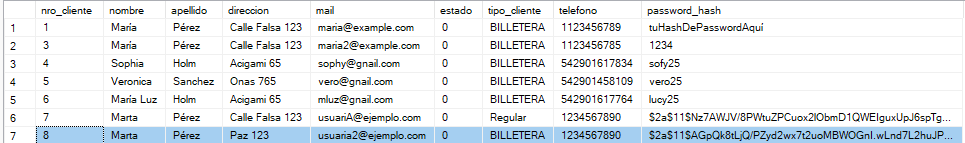 nro_cliente nombre apellido direccion mail estado tipo_cliente telefono password_hash
1 1 María Pérez Calle Falsa 123 maria@example.com 0 BILLETERA 1123456789 tuHashDePasswordAquí
2 3 María Pérez Calle Falsa 123 maria2@example.com 0 BILLETERA 1123456785 1234
3 4 Sophia Holm Acigami 65 sophy@gnail.com 0 BILLETERA 542901617834 sofy25
4 5 Veronica Sanchez Onas 765 vero@gnail.com 0 BILLETERA 542901458109 vero25
5 6 María Luz Holm Acigami 65 mluz@gnail.com 0 BILLETERA 542901617764 lucy25
6 7 Marta Pérez Calle Falsa 123 usuariA@ejemplo.com 0 Regular 1234567890 $2a$11$Nz7AWJV/8PWtuZPCuox2lObmD1QWEIguxUpJ6spTg...
7 8 Marta Pérez Paz 123 usuaria2@ejemplo.com 0 BILLETERA 1234567890 $2a$11$AGpQk8tLjQ/PZyd2wx7t2uoMBWOGnI.wLnd7L2huJP...